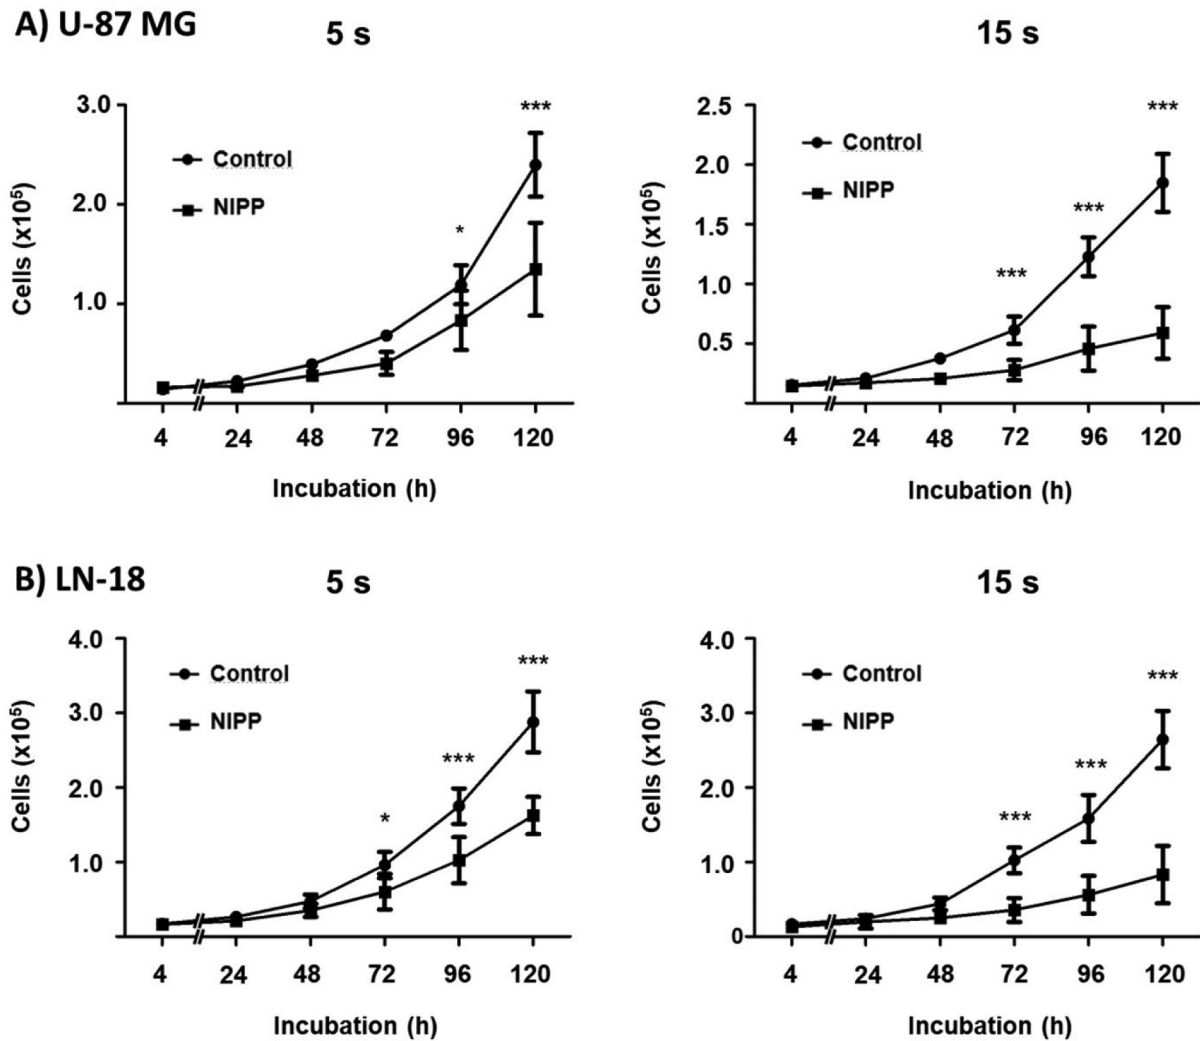 A) U-87 MG
5 s
Cells (x10⁵)
3.0
2.0
1.0
Control
NIPP
*
***
4 24 48 72 96 120
Incubation (h)
15 s
Cells (x10⁵)
2.5
2.0
1.5
1.0
0.5
Control
NIPP
***
***
***
4 24 48 72 96 120
Incubation (h)
B) LN-18
5 s
Cells (x10⁵)
4.0
3.0
2.0
1.0
Control
NIPP
*
***
***
4 24 48 72 96 120
Incubation (h)
15 s
Cells (x10⁵)
4.0
3.0
2.0
1.0
0
Control
NIPP
***
***
***
4 24 48 72 96 120
Incubation (h)